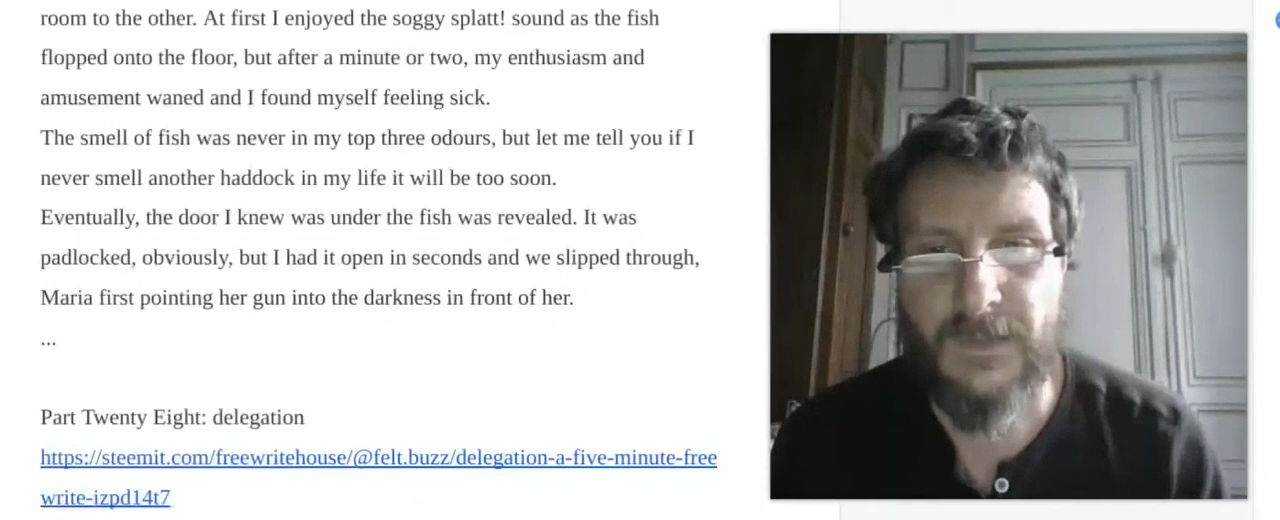 room to the other. At first I enjoyed the soggy splatt! sound as the fish
flopped onto the floor, but after a minute or two, my enthusiasm and
amusement waned and I found myself feeling sick.
The smell of fish was never in my top three odours, but let me tell you if I
never smell another haddock in my life it will be too soon.
Eventually, the door I knew was under the fish was revealed. It was
padlocked, obviously, but I had it open in seconds and we slipped through,
Maria first pointing her gun into the darkness in front of her.
...
Part Twenty Eight: delegation
https://steemit.com/freewritehouse/@felt.buzz/delegation-a-five-minute-free
write-izpd14t7